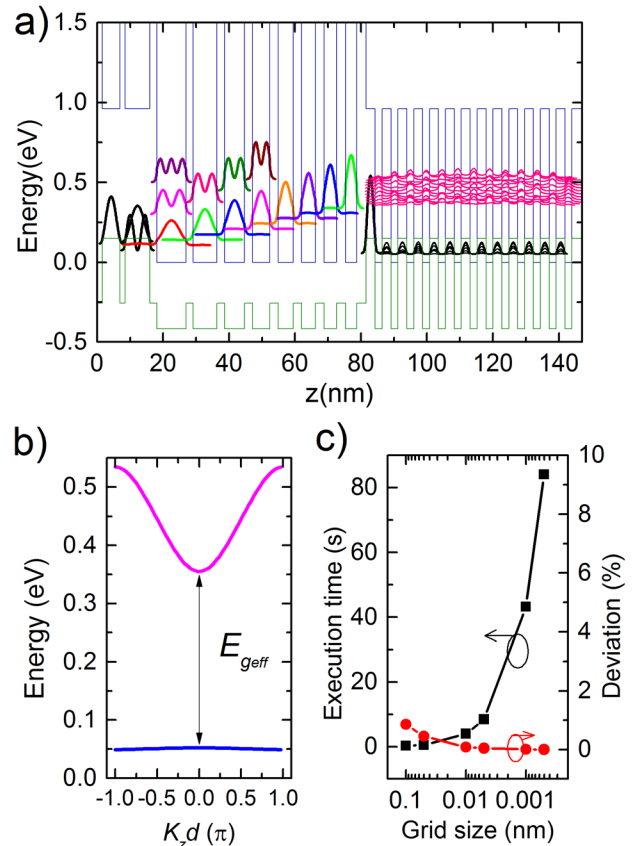 a)
1.5
1.0
0.5
0.0
-0.5
Energy(eV)
0 20 40 60 80 100 120 140
z(nm)
b)
0.5
0.4
0.3
0.2
0.1
0.0
Energy (eV)
E_geff
-1.0 -0.5 0.0 0.5 1.0
K_z d (π)
c)
80
60
40
20
0
Execution time (s)
10
8
6
4
2
0
Deviation (%)
0.1 0.01 0.001
Grid size (nm)